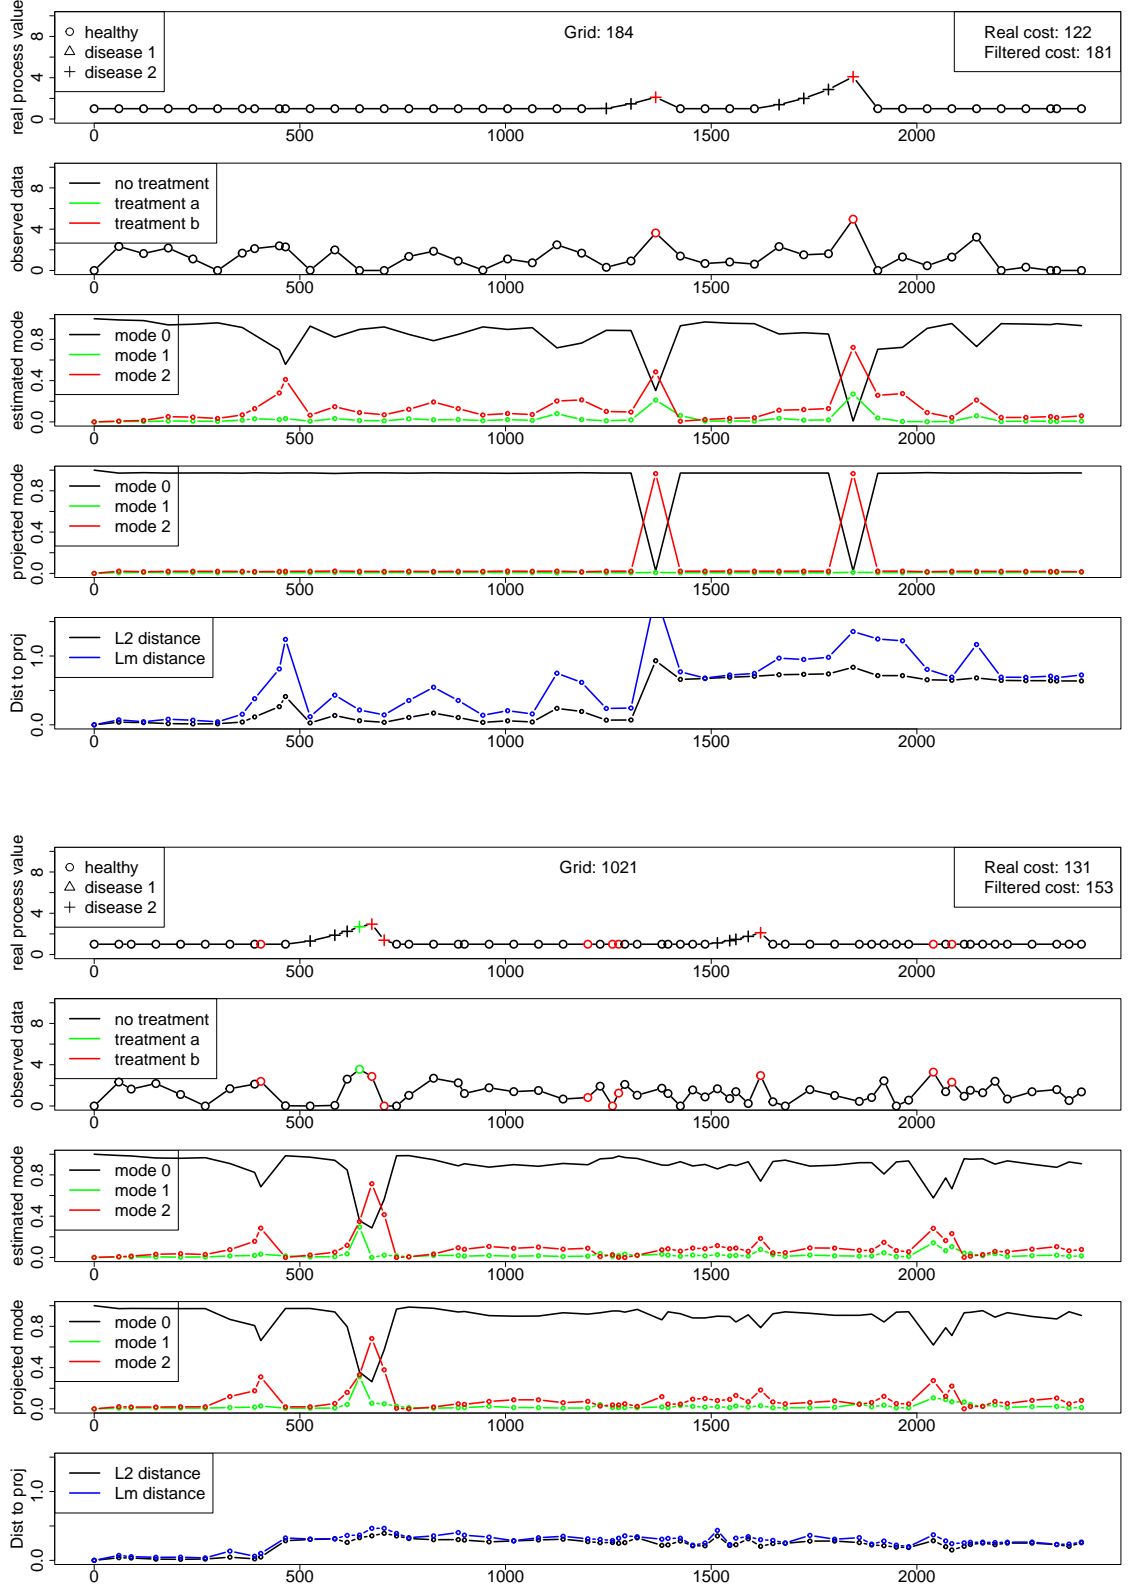 real process value
0 4 8
healthy
disease 1
disease 2
Grid: 184
Real cost: 122
Filtered cost: 181
0 500 1000 1500 2000
observed data
0 4 8
no treatment
treatment a
treatment b
0 500 1000 1500 2000
estimated mode
0.0 0.4 0.8
mode 0
mode 1
mode 2
0 500 1000 1500 2000
projected mode
0.0 0.4 0.8
mode 0
mode 1
mode 2
0 500 1000 1500 2000
Dist to proj
0.0 1.0
L2 distance
Lm distance
0 500 1000 1500 2000
real process value
0 4 8
healthy
disease 1
disease 2
Grid: 1021
Real cost: 131
Filtered cost: 153
0 500 1000 1500 2000
observed data
0 4 8
no treatment
treatment a
treatment b
0 500 1000 1500 2000
estimated mode
0.0 0.4 0.8
mode 0
mode 1
mode 2
0 500 1000 1500 2000
projected mode
0.0 0.4 0.8
mode 0
mode 1
mode 2
0 500 1000 1500 2000
Dist to proj
0.0 1.0
L2 distance
Lm distance
0 500 1000 1500 2000